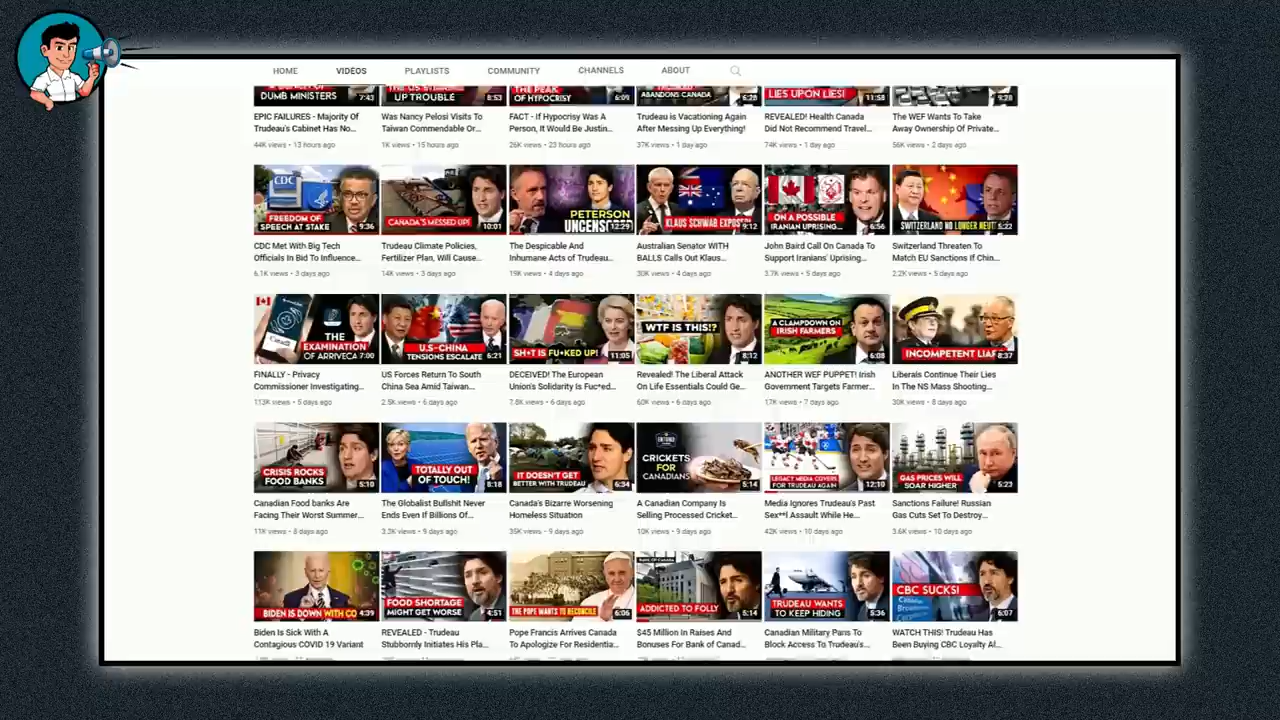 HOME VIDEOS PLAYLISTS COMMUNITY CHANNELS ABOUT
DUMB MINISTERS 7:43
UP TROUBLE 8:53
THE PEAK
OF HYPOCRISY 6:09
ABANDONS CANADA 6:28
LIES UPON LIES! 11:58
9:28
EPIC FAILURES - Majority Of
Trudeau's Cabinet Has No...
44K views • 13 hours ago
Was Nancy Pelosi Visits To
Taiwan Commendable Or...
1K views • 15 hours ago
FACT - If Hypocrisy Was A
Person, It Would Be Justin...
26K views • 23 hours ago
Trudeau is Vacationing Again
After Messing Up Everything!
37K views • 1 day ago
REVEALED! Health Canada
Did Not Recommend Travel...
74K views • 1 day ago
The WEF Wants To Take
Away Ownership Of Private...
56K views • 2 days ago
CDC
FREEDOM OF
SPEECH AT STAKE 9:36
CANADA'S MESSED UP! 10:01
PETERSON
UNCENSORED 12:29
KLAUS SCHWAB EXPOSED 9:12
ON A POSSIBLE
IRANIAN UPRISING... 6:56
SWITZERLAND NO LONGER NEUT 5:22
CDC Met With Big Tech
Officials In Bid To Influence...
6.1K views • 3 days ago
Trudeau Climate Policies,
Fertilizer Plan, Will Cause...
14K views • 3 days ago
The Despicable And
Inhumane Acts of Trudeau...
19K views • 4 days ago
Australian Senator WITH
BALLS Calls Out Klaus...
30K views • 4 days ago
John Baird Call On Canada To
Support Iranians' Uprising...
3.7K views • 5 days ago
Switzerland Threaten To
Match EU Sanctions If Chin...
2.2K views • 5 days ago
THE
EXAMINATION
OF ARRIVECA 7:00
U.S-CHINA
TENSIONS ESCALATE 6:21
SH*T IS FU*KED UP! 11:05
WTF IS THIS!? 8:12
A CLAMPDOWN ON
IRISH FARMERS 6:08
INCOMPETENT LIAR 8:37
FINALLY - Privacy
Commissioner Investigating...
113K views • 5 days ago
US Forces Return To South
China Sea Amid Taiwan...
2.5K views • 6 days ago
DECEIVED! The European
Union's Solidarity Is Fuc*ed...
7.8K views • 6 days ago
Revealed! The Liberal Attack
On Life Essentials Could Ge...
60K views • 6 days ago
ANOTHER WEF PUPPET! Irish
Government Targets Farmer...
17K views • 7 days ago
Liberals Continue Their Lies
In The NS Mass Shooting...
30K views • 8 days ago
CRISIS ROCKS
FOOD BANKS 5:10
TOTALLY OUT
OF TOUCH! 8:18
IT DOESN'T GET
BETTER WITH TRUDEAU 6:34
CRICKETS
FOR
CANADIANS 5:14
LEGACY MEDIA COVERS
FOR TRUDEAU AGAIN 12:19
GAS PRICES WILL
SOAR HIGHER 5:23
Canadian Food banks Are
Facing Their Worst Summer...
11K views • 8 days ago
The Globalist Bullshit Never
Ends Even If Billions Of...
3.3K views • 9 days ago
Canada's Bizarre Worsening
Homeless Situation
35K views • 9 days ago
A Canadian Company Is
Selling Processed Cricket...
10K views • 9 days ago
Media Ignores Trudeau's Past
Sex**l Assault While He...
42K views • 10 days ago
Sanctions Failure! Russian
Gas Cuts Set To Destroy...
3.6K views • 10 days ago
BIDEN IS DOWN WITH CO 4:39
FOOD SHORTAGE
MIGHT GET WORSE 4:51
THE POPE WANTS TO RECONCILE 6:06
ADDICTED TO FOLLY 5:14
TRUDEAU WANTS
TO KEEP HIDING 5:36
CBC SUCKS! 6:07
Biden Is Sick With A
Contagious COVID 19 Variant
REVEALED - Trudeau
Stubbornly Initiates His Pla...
Pope Francis Arrives Canada
To Apologize For Residentia...
$45 Million In Raises And
Bonuses For Bank of Canad...
Canadian Military Pans To
Block Access To Trudeau's...
WATCH THIS! Trudeau Has
Been Buying CBC Loyalty Al...